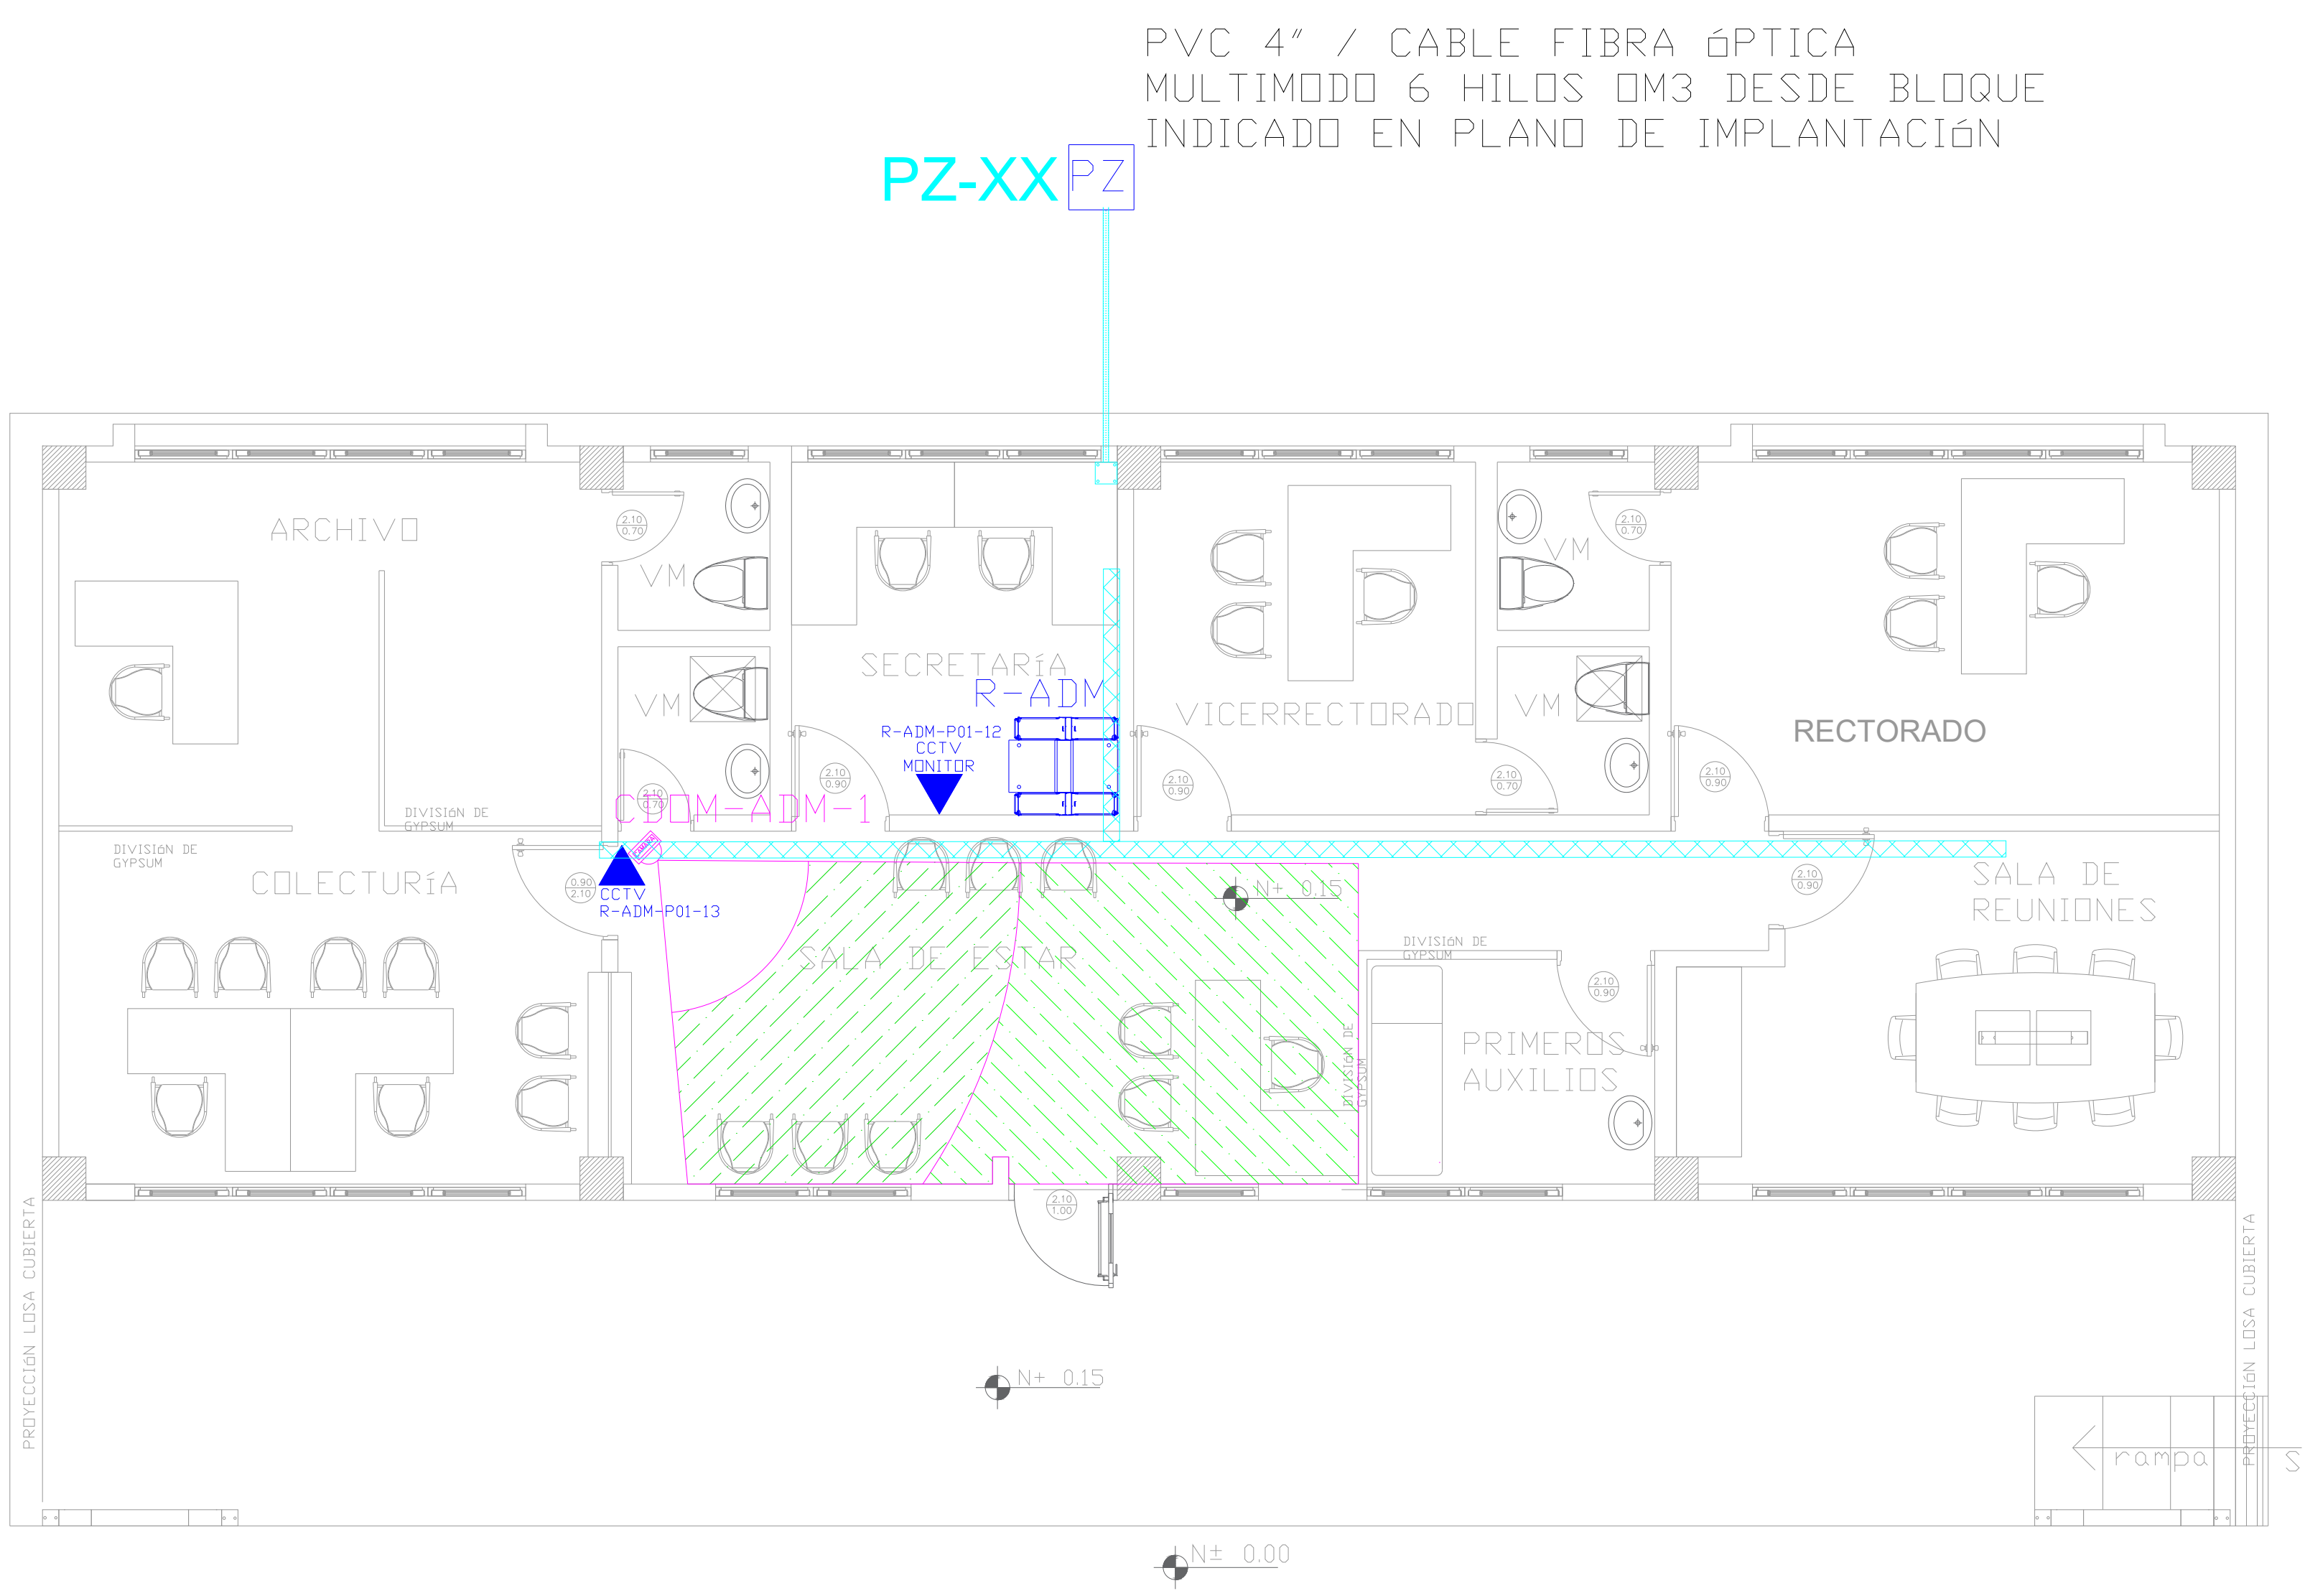 PVC 4" / CABLE FIBRA óPTICA
MULTIMODO 6 HILOS OM3 DESDE BLOQUE
INDICADO EN PLANO DE IMPLANTACIóN
PZ-XX
PZ
ARCHIVO
2.10
0.70
VM
2.10
0.70
VM
SECRETARíA
R-ADM
VM
VM
VICERRECTORADO
RECTORADO
R-ADM-P01-12
CCTV
MONITOR
2.10
0.90
2.10
0.90
2.10
0.70
2.10
0.90
2.10
0.70
CDOM-ADM-1
DIVISIóN DE
GYPSUM
DIVISIóN DE
GYPSUM
CAMARA
COLECTURíA
0.90
2.10
CCTV
R-ADM-P01-13
N+ 0.15
2.10
0.90
SALA DE
REUNIONES
SALA DE ESTAR
DIVISIóN DE
GYPSUM
2.10
0.90
DIVISIóN DE
GYPSUM
PRIMEROS
AUXILIOS
2.10
1.00
PROYECCIóN LOSA CUBIERTA
PROYECCIóN LOSA CUBIERTA
N+ 0.15
rampa
S
N± 0.00